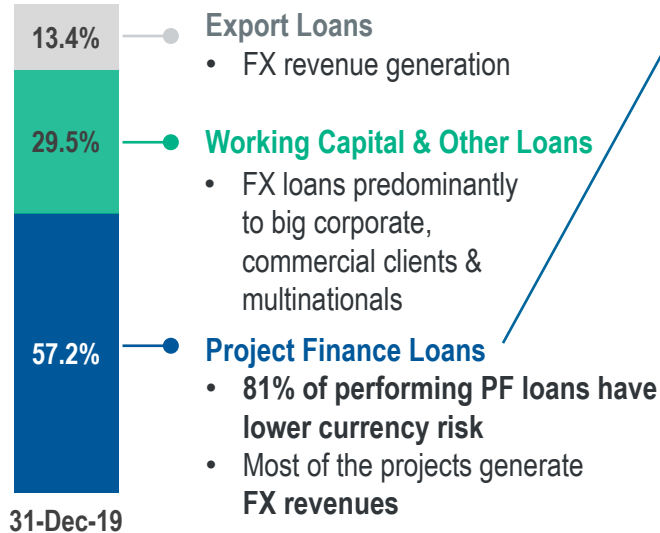 13.4%
Export Loans
• FX revenue generation
29.5%
Working Capital & Other Loans
• FX loans predominantly
to big corporate,
commercial clients &
multinationals
57.2%
Project Finance Loans
• 81% of performing PF loans have
lower currency risk
• Most of the projects generate
FX revenues
31-Dec-19